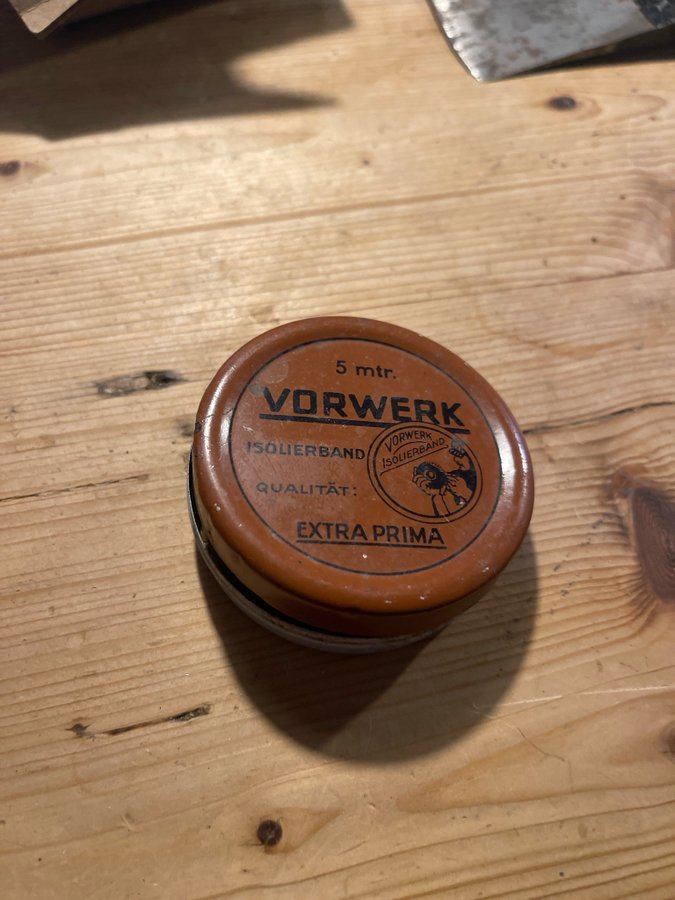 5 mtr.
VORWERK
ISOLIERBAND
VORWERK
ISOLIERBAND
QUALITÄT:
EXTRA PRIMA